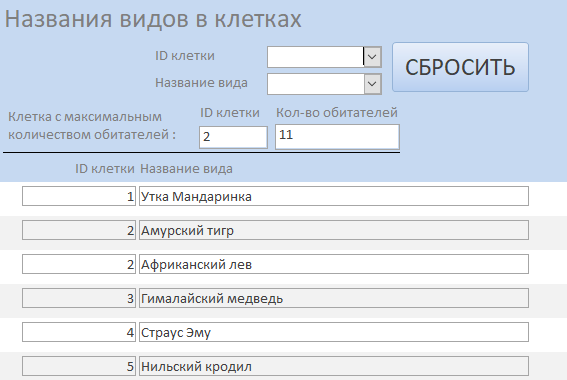 Названия видов в клетках
ID клетки
Название вида
СБРОСИТЬ
Клетка с максимальным количеством обитателей :
ID клетки
Кол-во обитателей
2
11
ID клетки Название вида
1 Утка Мандаринка
2 Амурский тигр
2 Африканский лев
3 Гималайский медведь
4 Страус Эму
5 Нильский кродил